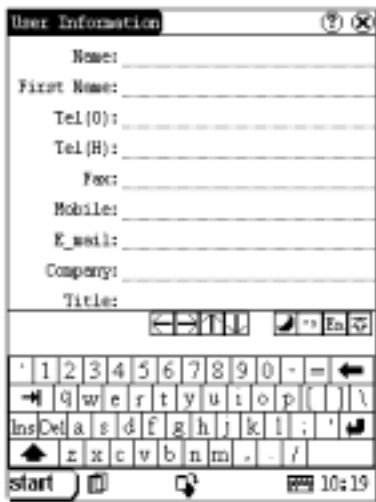 User Information
Name:
First Name:
Tel(O):
Tel(H):
Fax:
Mobile:
E_mail:
Company:
Title:
En
` 1 2 3 4 5 6 7 8 9 0 - =
q w e r t y u i o p [ ] \
Ins Del a s d f g h j k l ; '
z x c v b n m , . /
start 10:19